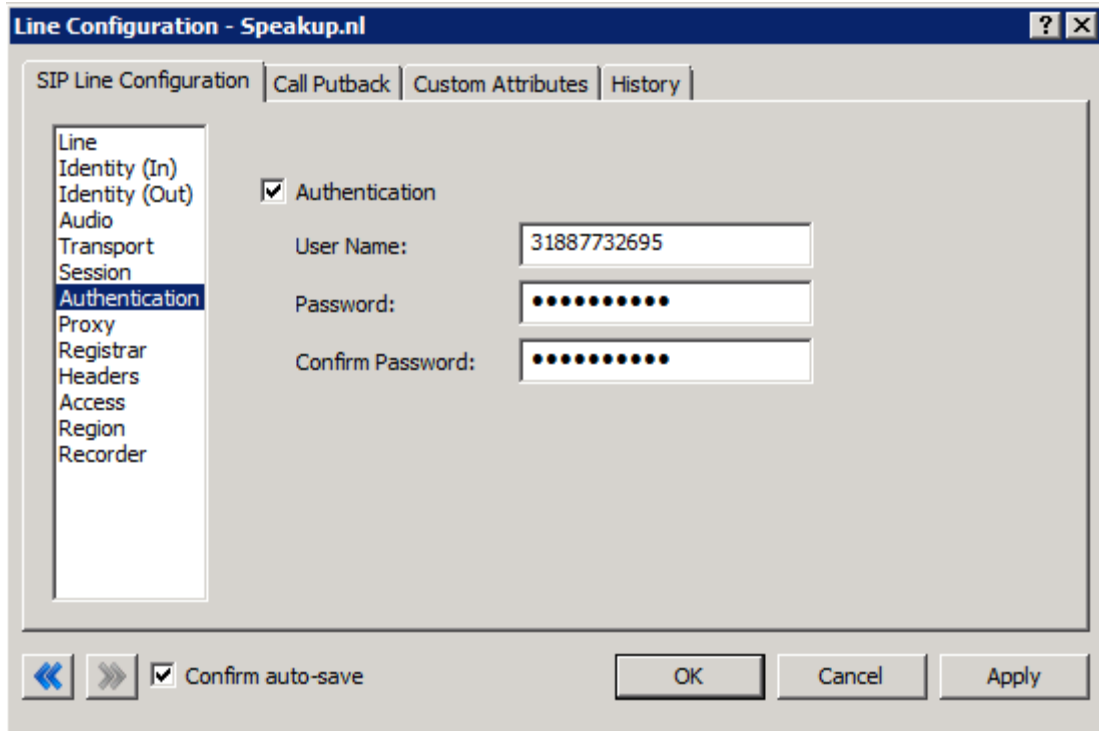 Line Configuration - Speakup.nl
SIP Line Configuration
Call Putback
Custom Attributes
History
Line
Identity (In)
Identity (Out)
Audio
Transport
Session
Authentication
Proxy
Registrar
Headers
Access
Region
Recorder
Authentication
User Name: 31887732695
Password: ●●●●●●●●●●
Confirm Password: ●●●●●●●●●●
Confirm auto-save
OK
Cancel
Apply